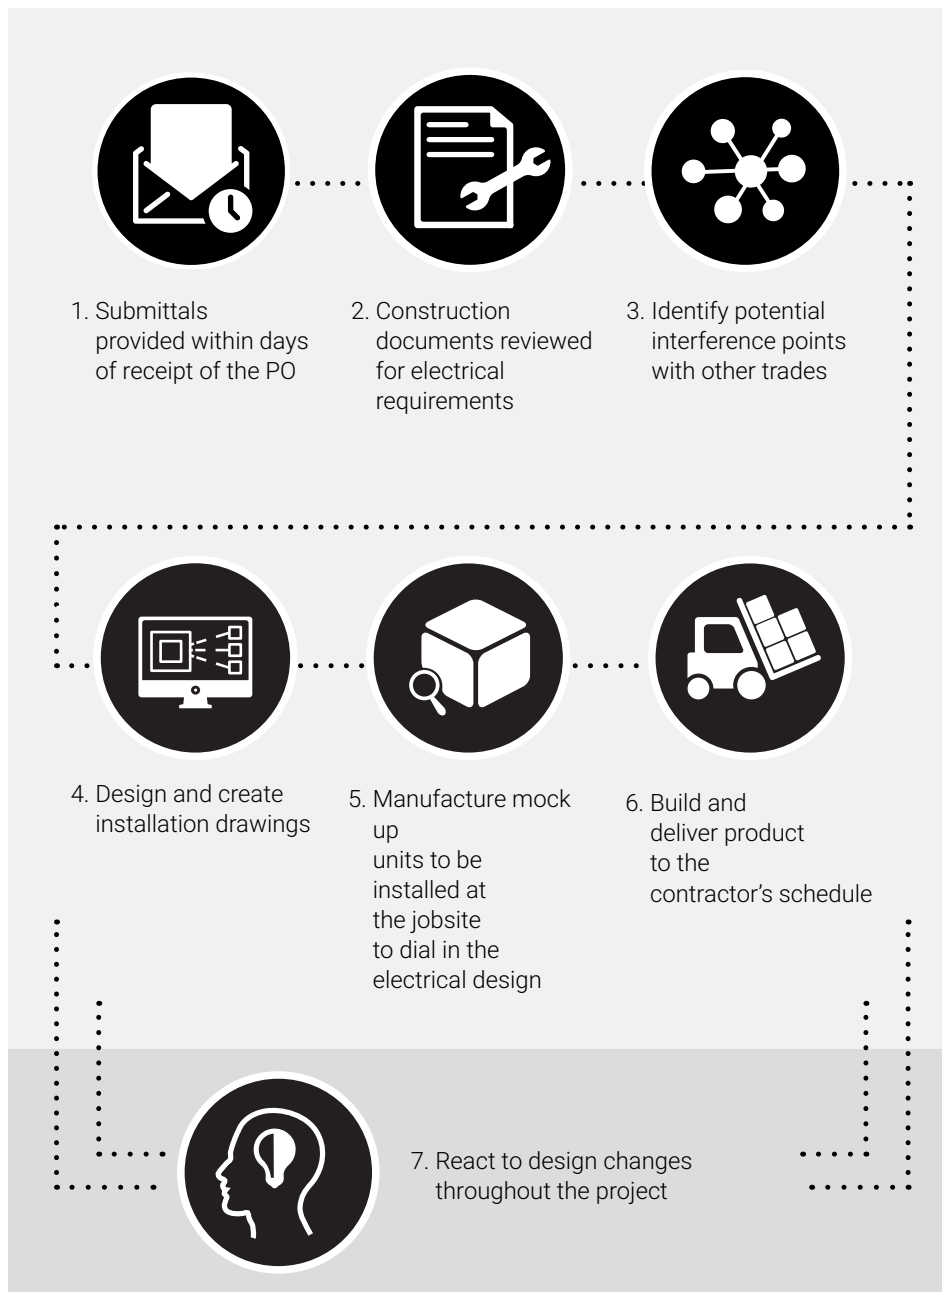 1. Submittals
provided within days
of receipt of the PO
2. Construction
documents reviewed
for electrical
requirements
3. Identify potential
interference points
with other trades
4. Design and create
installation drawings
5. Manufacture mock
up
units to be
installed at
the jobsite
to dial in the
electrical design
6. Build and
deliver product
to the
contractor’s schedule
7. React to design changes
throughout the project